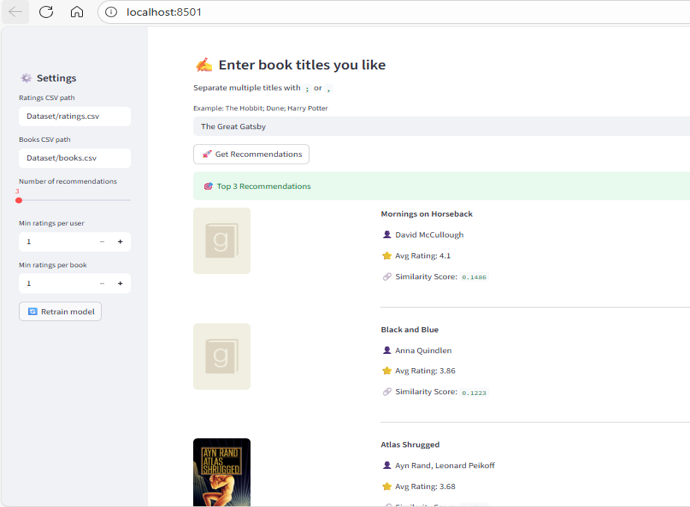 localhost:8501
Settings
Ratings CSV path
Dataset/ratings.csv
Books CSV path
Dataset/books.csv
Number of recommendations
3
Min ratings per user
1 − +
Min ratings per book
1 − +
Retrain model
Enter book titles you like
Separate multiple titles with ; or ,
Example: The Hobbit; Dune; Harry Potter
The Great Gatsby
Get Recommendations
Top 3 Recommendations
g
Mornings on Horseback
David McCullough
Avg Rating: 4.1
Similarity Score: 0.1486
g
Black and Blue
Anna Quindlen
Avg Rating: 3.86
Similarity Score: 0.1223
AYN RAND
ATLAS
SHRUGGED
Atlas Shrugged
Ayn Rand, Leonard Peikoff
Avg Rating: 3.68